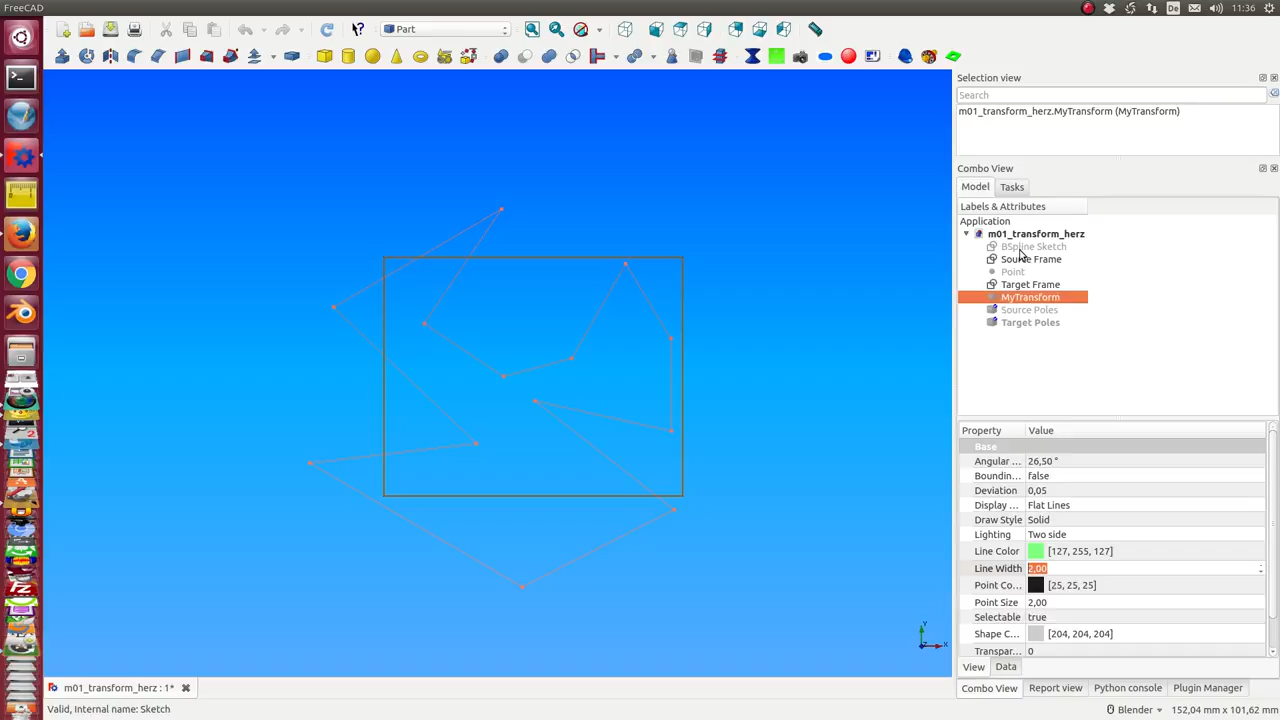 FreeCAD
De
11:36
Part
Selection view
Search
m01_transform_herz.MyTransform (MyTransform)
Combo View
Model
Tasks
Labels & Attributes
Application
m01_transform_herz
BSpline Sketch
Source Frame
Point
Target Frame
MyTransform
Source Poles
Target Poles
Property Value
Base
Angular ... 26,50 °
Boundin... false
Deviation 0,05
Display ... Flat Lines
Draw Style Solid
Lighting Two side
Line Color [127, 255, 127]
Line Width 2,00
Point Co... [25, 25, 25]
Point Size 2,00
Selectable true
Shape C... [204, 204, 204]
Transpar... 0
View Data
Y
Z X
m01_transform_herz : 1*
Combo View Report view Python console Plugin Manager
Valid, Internal name: Sketch
Blender
152,04 mm x 101,62 mm